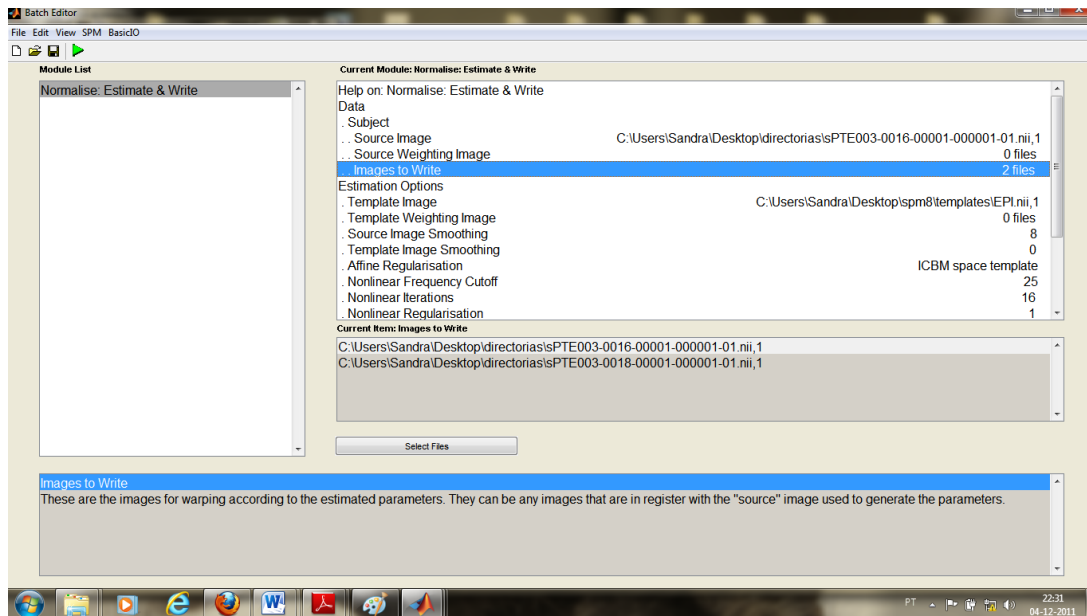 Batch Editor
File Edit View SPM BasicIO
Module List
Current Module: Normalise: Estimate & Write
Normalise: Estimate & Write
Help on: Normalise: Estimate & Write
Data
. Subject
. . Source Image C:\Users\Sandra\Desktop\directorias\sPTE003-0016-00001-000001-01.nii,1
. . Source Weighting Image 0 files
. . Images to Write 2 files
Estimation Options
. Template Image C:\Users\Sandra\Desktop\spm8\templates\EPI.nii,1
. Template Weighting Image 0 files
. Source Image Smoothing 8
. Template Image Smoothing 0
. Affine Regularisation ICBM space template
. Nonlinear Frequency Cutoff 25
. Nonlinear Iterations 16
. Nonlinear Regularisation 1
Current Item: Images to Write
C:\Users\Sandra\Desktop\directorias\sPTE003-0016-00001-000001-01.nii,1
C:\Users\Sandra\Desktop\directorias\sPTE003-0018-00001-000001-01.nii,1
Select Files
Images to Write
These are the images for warping according to the estimated parameters. They can be any images that are in register with the "source" image used to generate the parameters.
PT
22:31
04-12-2011